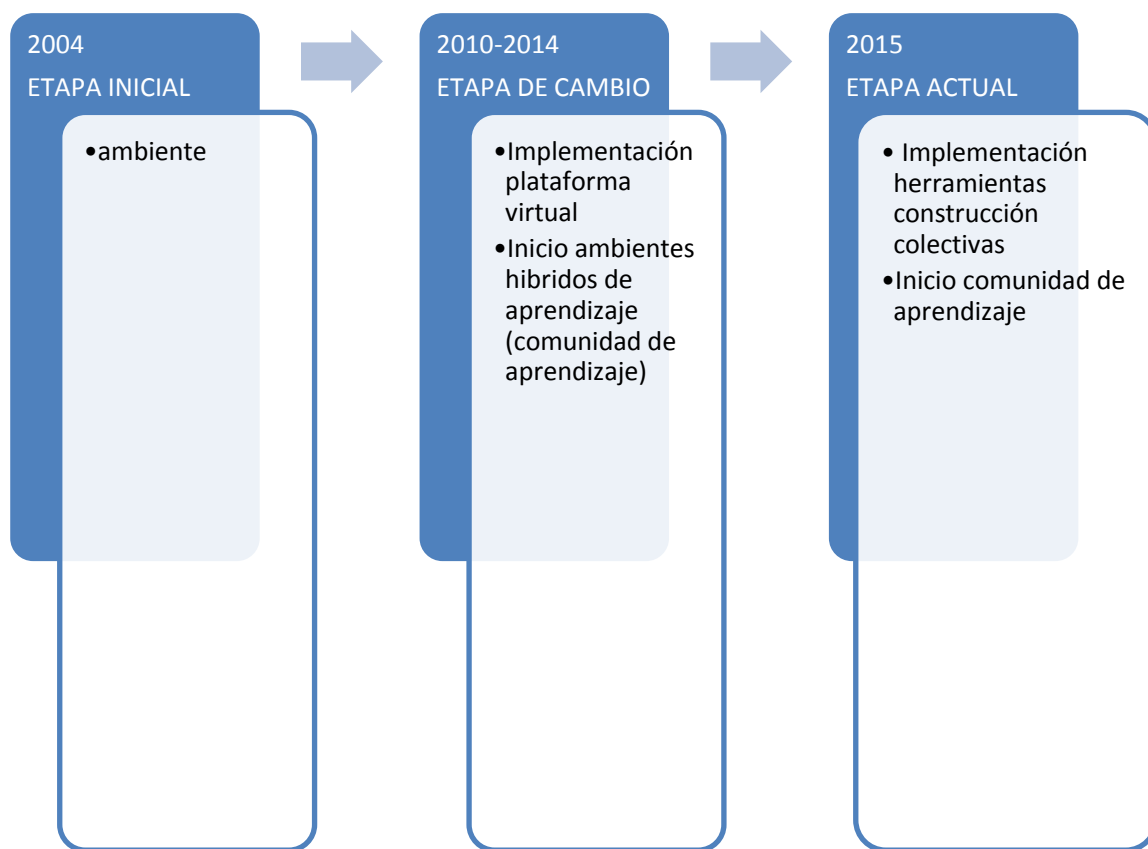 2004
ETAPA INICIAL
•ambiente
2010-2014
ETAPA DE CAMBIO
•Implementación
plataforma
virtual
•Inicio ambientes
hibridos de
aprendizaje
(comunidad de
aprendizaje)
2015
ETAPA ACTUAL
• Implementación
herramientas
construcción
colectivas
•Inicio comunidad de
aprendizaje